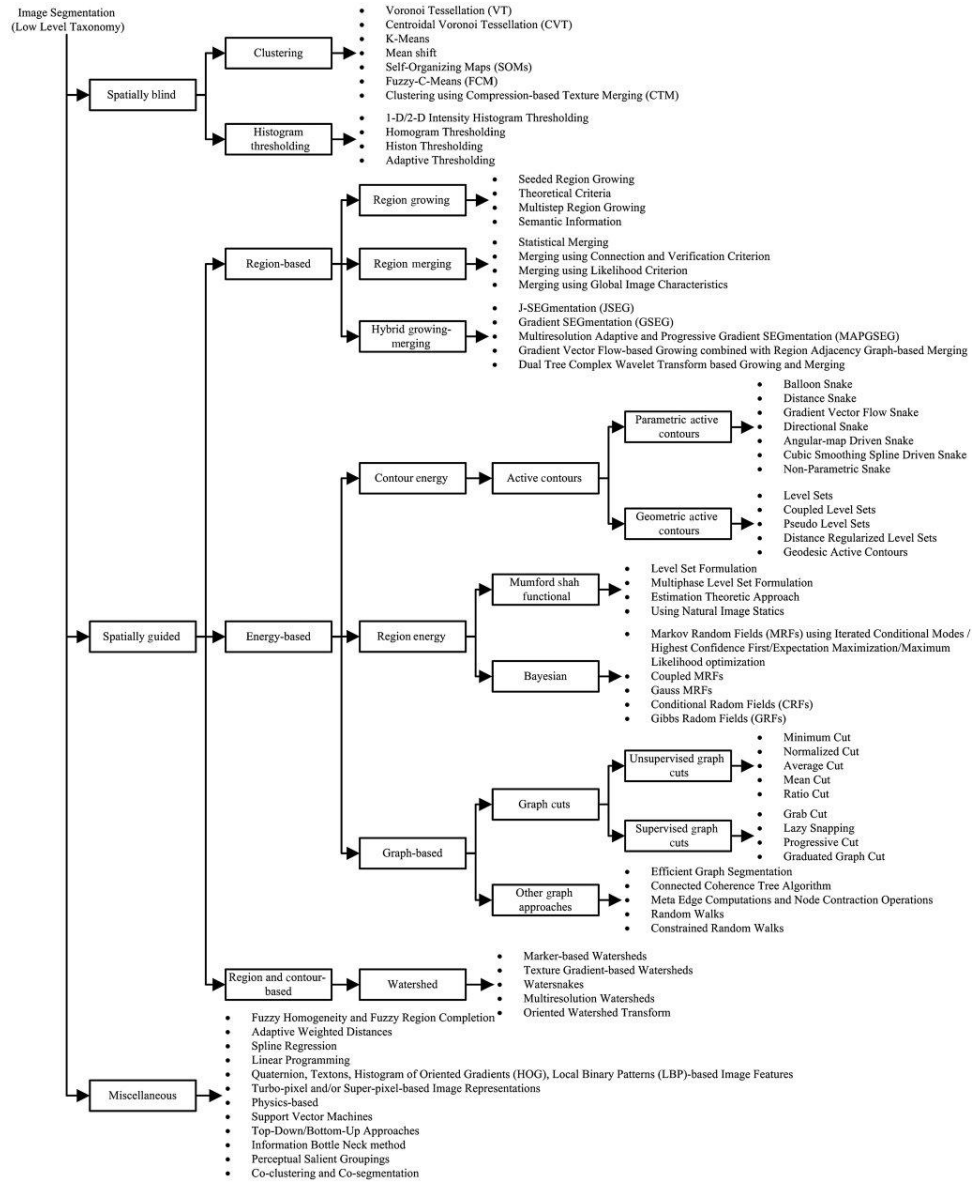 Image Segmentation
(Low Level Taxonomy)
Spatially blind
Clustering
• Voronoi Tessellation (VT)
• Centroidal Voronoi Tessellation (CVT)
• K-Means
• Mean shift
• Self-Organizing Maps (SOMs)
• Fuzzy-C-Means (FCM)
• Clustering using Compression-based Texture Merging (CTM)
Histogram
thresholding
• 1-D/2-D Intensity Histogram Thresholding
• Homogram Thresholding
• Histon Thresholding
• Adaptive Thresholding
Spatially guided
Region-based
Region growing
• Seeded Region Growing
• Theoretical Criteria
• Multistep Region Growing
• Semantic Information
Region merging
• Statistical Merging
• Merging using Connection and Verification Criterion
• Merging using Likelihood Criterion
• Merging using Global Image Characteristics
Hybrid growing-
merging
• J-SEGmentation (JSEG)
• Gradient SEGmentation (GSEG)
• Multiresolution Adaptive and Progressive Gradient SEGmentation (MAPGSEG)
• Gradient Vector Flow-based Growing combined with Region Adjacency Graph-based Merging
• Dual Tree Complex Wavelet Transform based Growing and Merging
Energy-based
Contour energy
Active contours
Parametric active
contours
• Balloon Snake
• Distance Snake
• Gradient Vector Flow Snake
• Directional Snake
• Angular-map Driven Snake
• Cubic Smoothing Spline Driven Snake
• Non-Parametric Snake
Geometric active
contours
• Level Sets
• Coupled Level Sets
• Pseudo Level Sets
• Distance Regularized Level Sets
• Geodesic Active Contours
Region energy
Mumford shah
functional
• Level Set Formulation
• Multiphase Level Set Formulation
• Estimation Theoretic Approach
• Using Natural Image Statics
Bayesian
• Markov Random Fields (MRFs) using Iterated Conditional Modes /
Highest Confidence First/Expectation Maximization/Maximum
Likelihood optimization
• Coupled MRFs
• Gauss MRFs
• Conditional Radom Fields (CRFs)
• Gibbs Radom Fields (GRFs)
Graph-based
Graph cuts
Unsupervised graph
cuts
• Minimum Cut
• Normalized Cut
• Average Cut
• Mean Cut
• Ratio Cut
Supervised graph
cuts
• Grab Cut
• Lazy Snapping
• Progressive Cut
• Graduated Graph Cut
Other graph
approaches
• Efficient Graph Segmentation
• Connected Coherence Tree Algorithm
• Meta Edge Computations and Node Contraction Operations
• Random Walks
• Constrained Random Walks
Region and contour-
based
Watershed
• Marker-based Watersheds
• Texture Gradient-based Watersheds
• Watersnakes
• Multiresolution Watersheds
• Oriented Watershed Transform
Miscellaneous
• Fuzzy Homogeneity and Fuzzy Region Completion
• Adaptive Weighted Distances
• Spline Regression
• Linear Programming
• Quaternion, Textons, Histogram of Oriented Gradients (HOG), Local Binary Patterns (LBP)-based Image Features
• Turbo-pixel and/or Super-pixel-based Image Representations
• Physics-based
• Support Vector Machines
• Top-Down/Bottom-Up Approaches
• Information Bottle Neck method
• Perceptual Salient Groupings
• Co-clustering and Co-segmentation